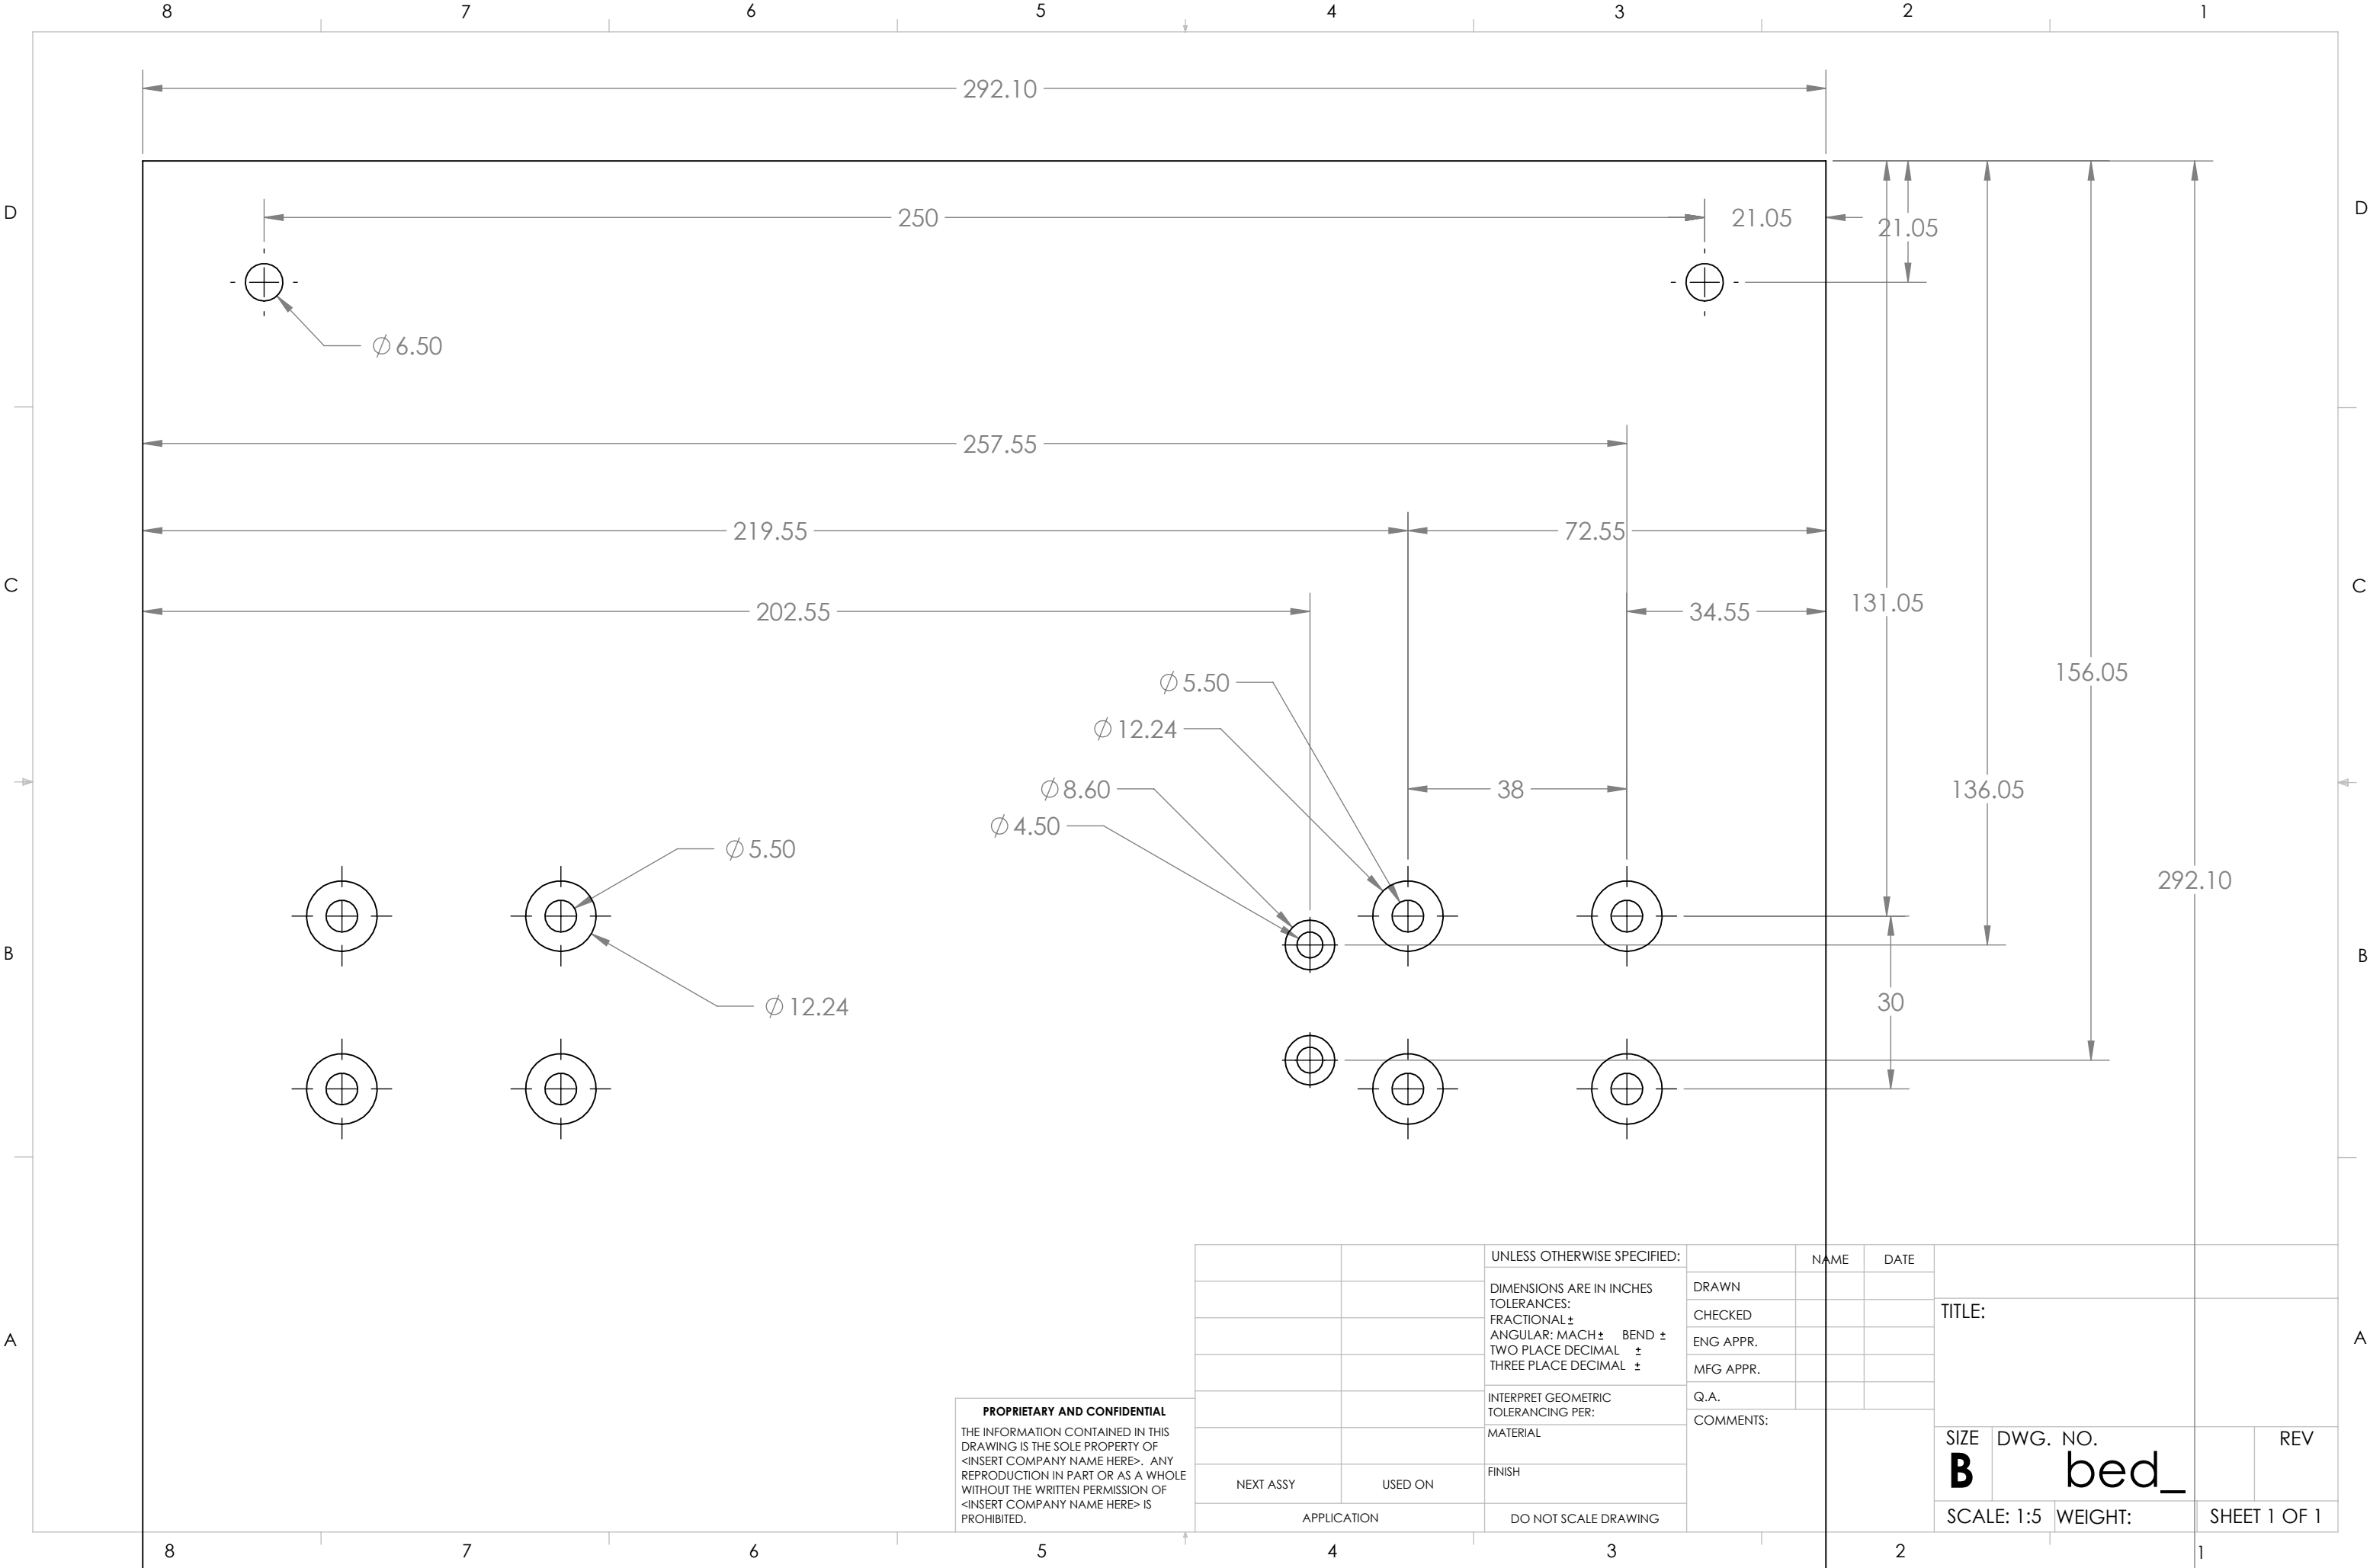 8 7 6 5 4 3 2 1
292.10
D D
250 21.05 21.05
⌀6.50
257.55
219.55 72.55
C C
202.55 34.55 131.05
156.05
⌀5.50
⌀12.24
⌀8.60 38 136.05
⌀4.50
⌀5.50
292.10
B B
30
⌀12.24
A A
UNLESS OTHERWISE SPECIFIED:
DIMENSIONS ARE IN INCHES
TOLERANCES:
FRACTIONAL ±
ANGULAR: MACH ± BEND ±
TWO PLACE DECIMAL ±
THREE PLACE DECIMAL ±
INTERPRET GEOMETRIC
TOLERANCING PER:
MATERIAL
FINISH
DO NOT SCALE DRAWING
NAME DATE
DRAWN
CHECKED
ENG APPR.
MFG APPR.
Q.A.
COMMENTS:
TITLE:
SIZE DWG. NO. REV
B bed_
SCALE: 1:5 WEIGHT: SHEET 1 OF 1
PROPRIETARY AND CONFIDENTIAL
THE INFORMATION CONTAINED IN THIS
DRAWING IS THE SOLE PROPERTY OF
<INSERT COMPANY NAME HERE>. ANY
REPRODUCTION IN PART OR AS A WHOLE
WITHOUT THE WRITTEN PERMISSION OF
<INSERT COMPANY NAME HERE> IS
PROHIBITED.
NEXT ASSY USED ON
APPLICATION
8 7 6 5 4 3 2 1